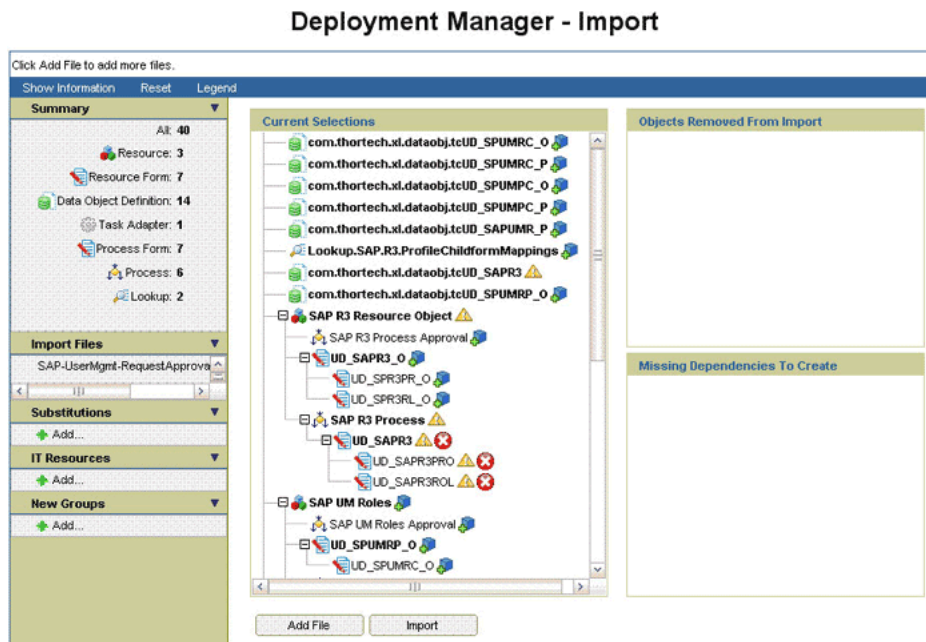 Deployment Manager - Import
Click Add File to add more files.
Show Information Reset Legend
Summary
All: 40
Resource: 3
Resource Form: 7
Data Object Definition: 14
Task Adapter: 1
Process Form: 7
Process: 6
Lookup: 2
Import Files
SAP-UserMgmt-RequestApprova
Substitutions
Add...
IT Resources
Add...
New Groups
Add...
Current Selections
com.thortech.xl.dataobj.tcUD_SPUMRC_O
com.thortech.xl.dataobj.tcUD_SPUMRC_P
com.thortech.xl.dataobj.tcUD_SPUMPC_O
com.thortech.xl.dataobj.tcUD_SPUMPC_P
com.thortech.xl.dataobj.tcUD_SAPUMR_P
Lookup.SAP.R3.ProfileChildformMappings
com.thortech.xl.dataobj.tcUD_SAPR3
com.thortech.xl.dataobj.tcUD_SPUMRP_O
SAP R3 Resource Object
SAP R3 Process Approval
UD_SAPR3_O
UD_SPR3PR_O
UD_SPR3RL_O
SAP R3 Process
UD_SAPR3
UD_SAPR3PRO
UD_SAPR3ROL
SAP UM Roles
SAP UM Roles Approval
UD_SPUMRP_O
UD_SPUMRC_O
Add File Import
Objects Removed From Import
Missing Dependencies To Create